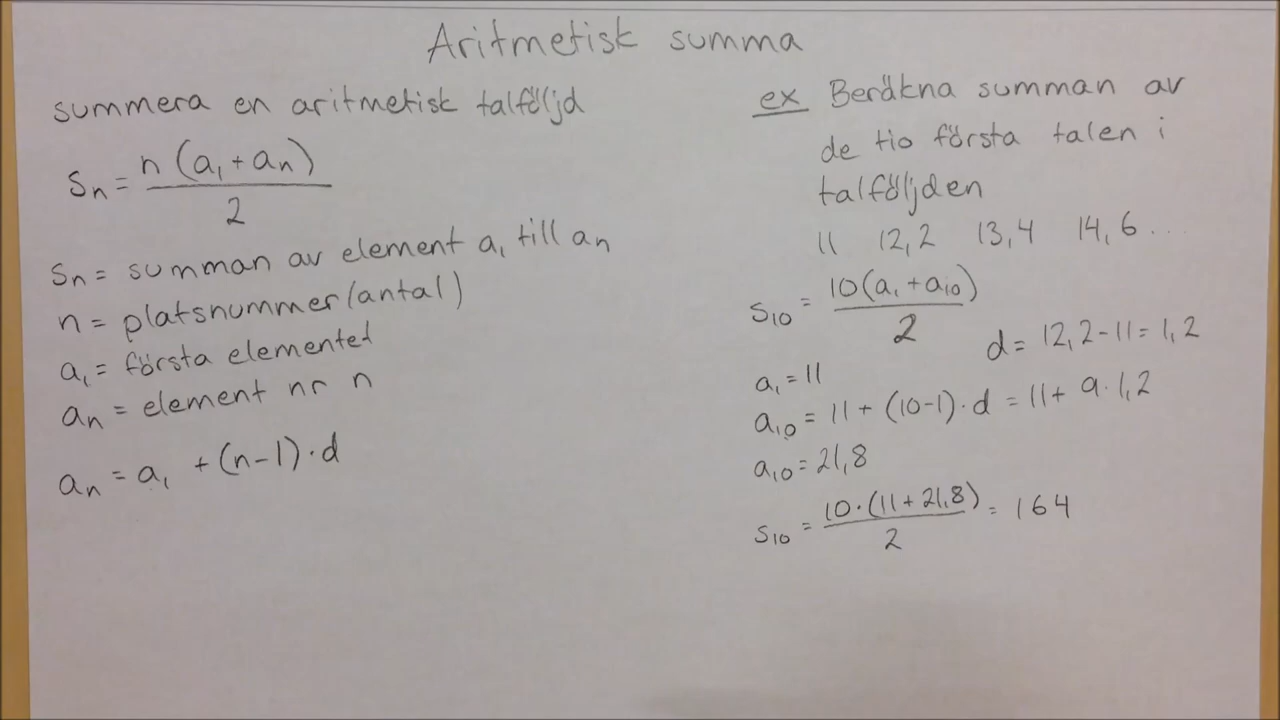 Aritmetisk summa
summera en aritmetisk talföljd
Sn = n (a1 + an)
2
Sn = summan av element a1 till an
n = platsnummer (antal)
a1 = första elementet
an = element nr n
an = a1 + (n-1) · d
ex Beräkna summan av
de tio första talen i
talföljden
11 12,2 13,4 14,6 ...
S10 = 10(a1 + a10)
2
d = 12,2 - 11 = 1,2
a1 = 11
a10 = 11 + (10-1) · d = 11 + 9 · 1,2
a10 = 21,8
S10 = 10 · (11 + 21,8) = 164
2